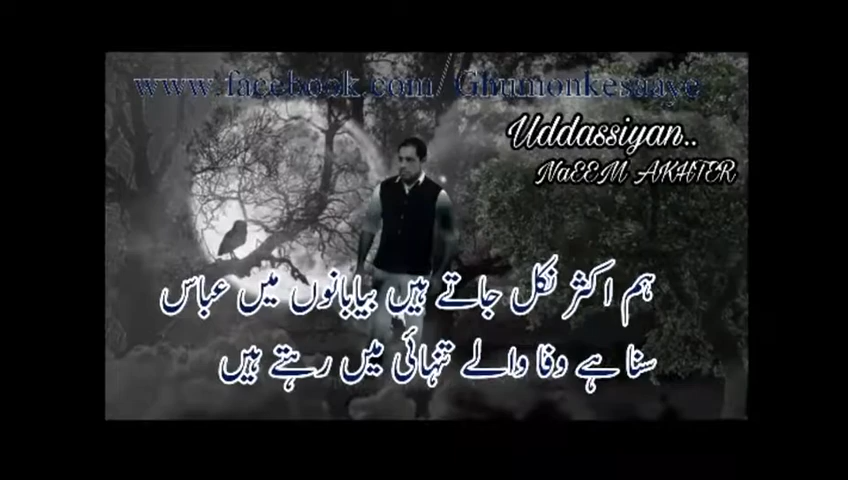 www.facebook.com/Ghumonkesaaye
Uddassiyan..
NaEEM AKHTER
ہم اکثر نکل جاتے ہیں بیابانوں میں عباس
سنا ہے وفا والے تنہائی میں رہتے ہیں